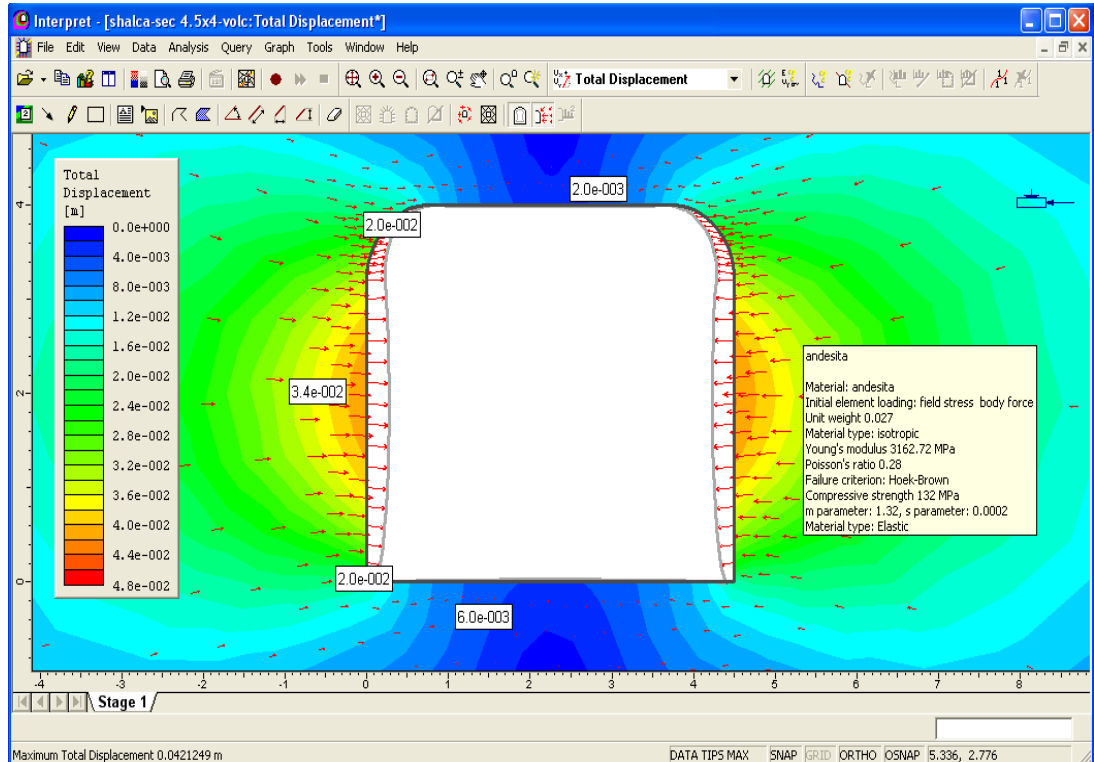 Interpret - [shalca-sec 4.5x4-volc:Total Displacement*]
File Edit View Data Analysis Query Graph Tools Window Help
Total Displacement
Total
Displacement
[m]
0.0e+000
4.0e-003
8.0e-003
1.2e-002
1.6e-002
2.0e-002
2.4e-002
2.8e-002
3.2e-002
3.6e-002
4.0e-002
4.4e-002
4.8e-002
2.0e-003
2.0e-002
3.4e-002
2.0e-002
6.0e-003
andesita
Material: andesita
Initial element loading: field stress body force
Unit weight 0.027
Material type: isotropic
Young's modulus 3162.72 MPa
Poisson's ratio 0.28
Failure criterion: Hoek-Brown
Compressive strength 132 MPa
m parameter: 1.32, s parameter: 0.0002
Material type: Elastic
4
2
0
-4 -3 -2 -1 0 1 2 3 4 5 6 7 8
Stage 1
Maximum Total Displacement 0.0421249 m DATA TIPS MAX SNAP GRID ORTHO OSNAP 5.336, 2.776